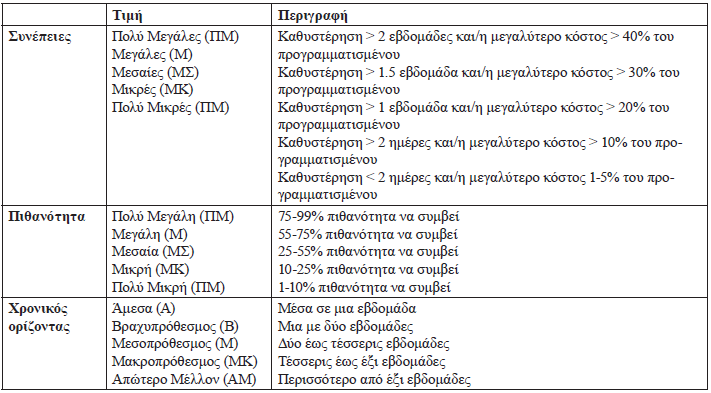 Τιμή Περιγραφή
Συνέπειες Πολύ Μεγάλες (ΠΜ) Καθυστέρηση > 2 εβδομάδες και/η μεγαλύτερο κόστος > 40% του
Μεγάλες (Μ) προγραμματισμένου
Μεσαίες (ΜΣ) Καθυστέρηση > 1.5 εβδομάδα και/η μεγαλύτερο κόστος > 30% του
Μικρές (ΜΚ) προγραμματισμένου
Πολύ Μικρές (ΠΜ) Καθυστέρηση > 1 εβδομάδα και/η μεγαλύτερο κόστος > 20% του
προγραμματισμένου
Καθυστέρηση > 2 ημέρες και/η μεγαλύτερο κόστος > 10% του προ-
γραμματισμένου
Καθυστέρηση < 2 ημέρες και/η μεγαλύτερο κόστος 1-5% του προ-
γραμματισμένου
Πιθανότητα Πολύ Μεγάλη (ΠΜ) 75-99% πιθανότητα να συμβεί
Μεγάλη (Μ) 55-75% πιθανότητα να συμβεί
Μεσαία (ΜΣ) 25-55% πιθανότητα να συμβεί
Μικρή (ΜΚ) 10-25% πιθανότητα να συμβεί
Πολύ Μικρή (ΠΜ) 1-10% πιθανότητα να συμβεί
Χρονικός Άμεσα (Α) Μέσα σε μια εβδομάδα
ορίζοντας Βραχυπρόθεσμος (Β) Μια με δύο εβδομάδες
Μεσοπρόθεσμος (Μ) Δύο έως τέσσερις εβδομάδες
Μακροπρόθεσμος (ΜΚ) Τέσσερις έως έξι εβδομάδες
Απώτερο Μέλλον (ΑΜ) Περισσότερο από έξι εβδομάδες